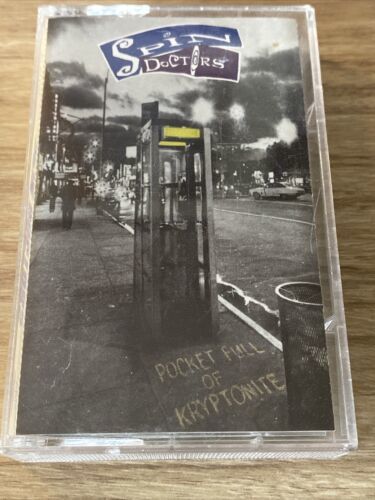 SPiN
DOCTORS
POCKET FULL
OF
KRYPTONITE